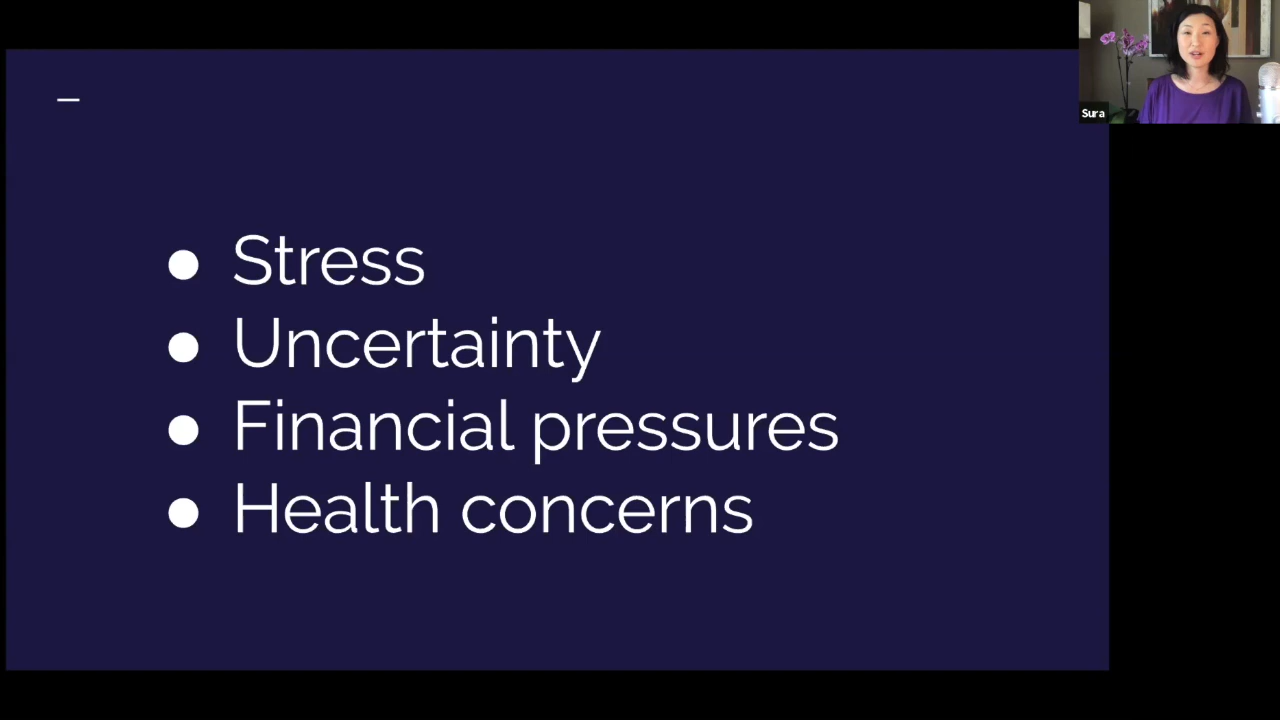 Stress
Uncertainty
Financial pressures
Health concerns
Sura